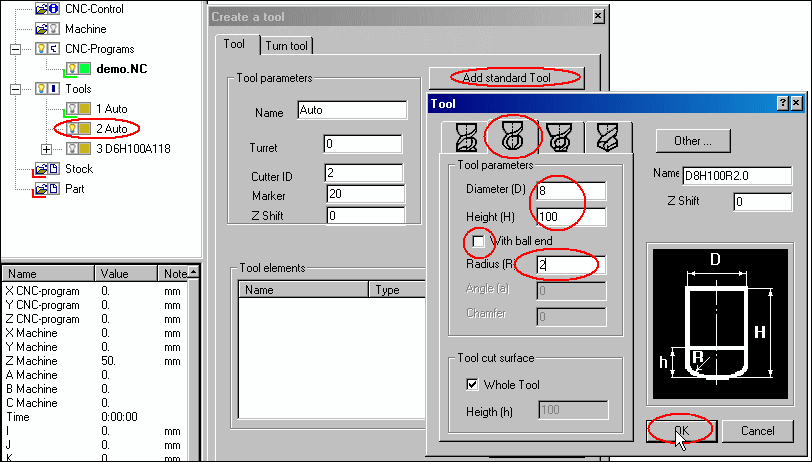 CNC-Control
Machine
CNC-Programs
demo.NC
Tools
1 Auto
2 Auto
3 D6H100A118
Stock
Part
Name Value Note
X CNC-program 0. mm
Y CNC-program 0. mm
Z CNC-program 0. mm
X Machine 0. mm
Y Machine 0. mm
Z Machine 50. mm
A Machine 0.
B Machine 0.
C Machine 0.
Time 0:00:00
I 0. mm
J 0. mm
K 0. mm
Create a tool
Tool Turn tool
Tool parameters
Name Auto
Turret 0
Cutter ID 2
Marker 20
Z Shift 0
Add standard Tool
Tool elements
Name Type
Tool
Tool parameters
Diameter (D) 8
Height (H) 100
With ball end
Radius (R) 2
Angle (a) 0
Chamfer 0
Tool cut surface
Whole Tool
Heigth (h) 100
Other ...
Name D8H100R2.0
Z Shift 0
D
H
h
R
OK Cancel